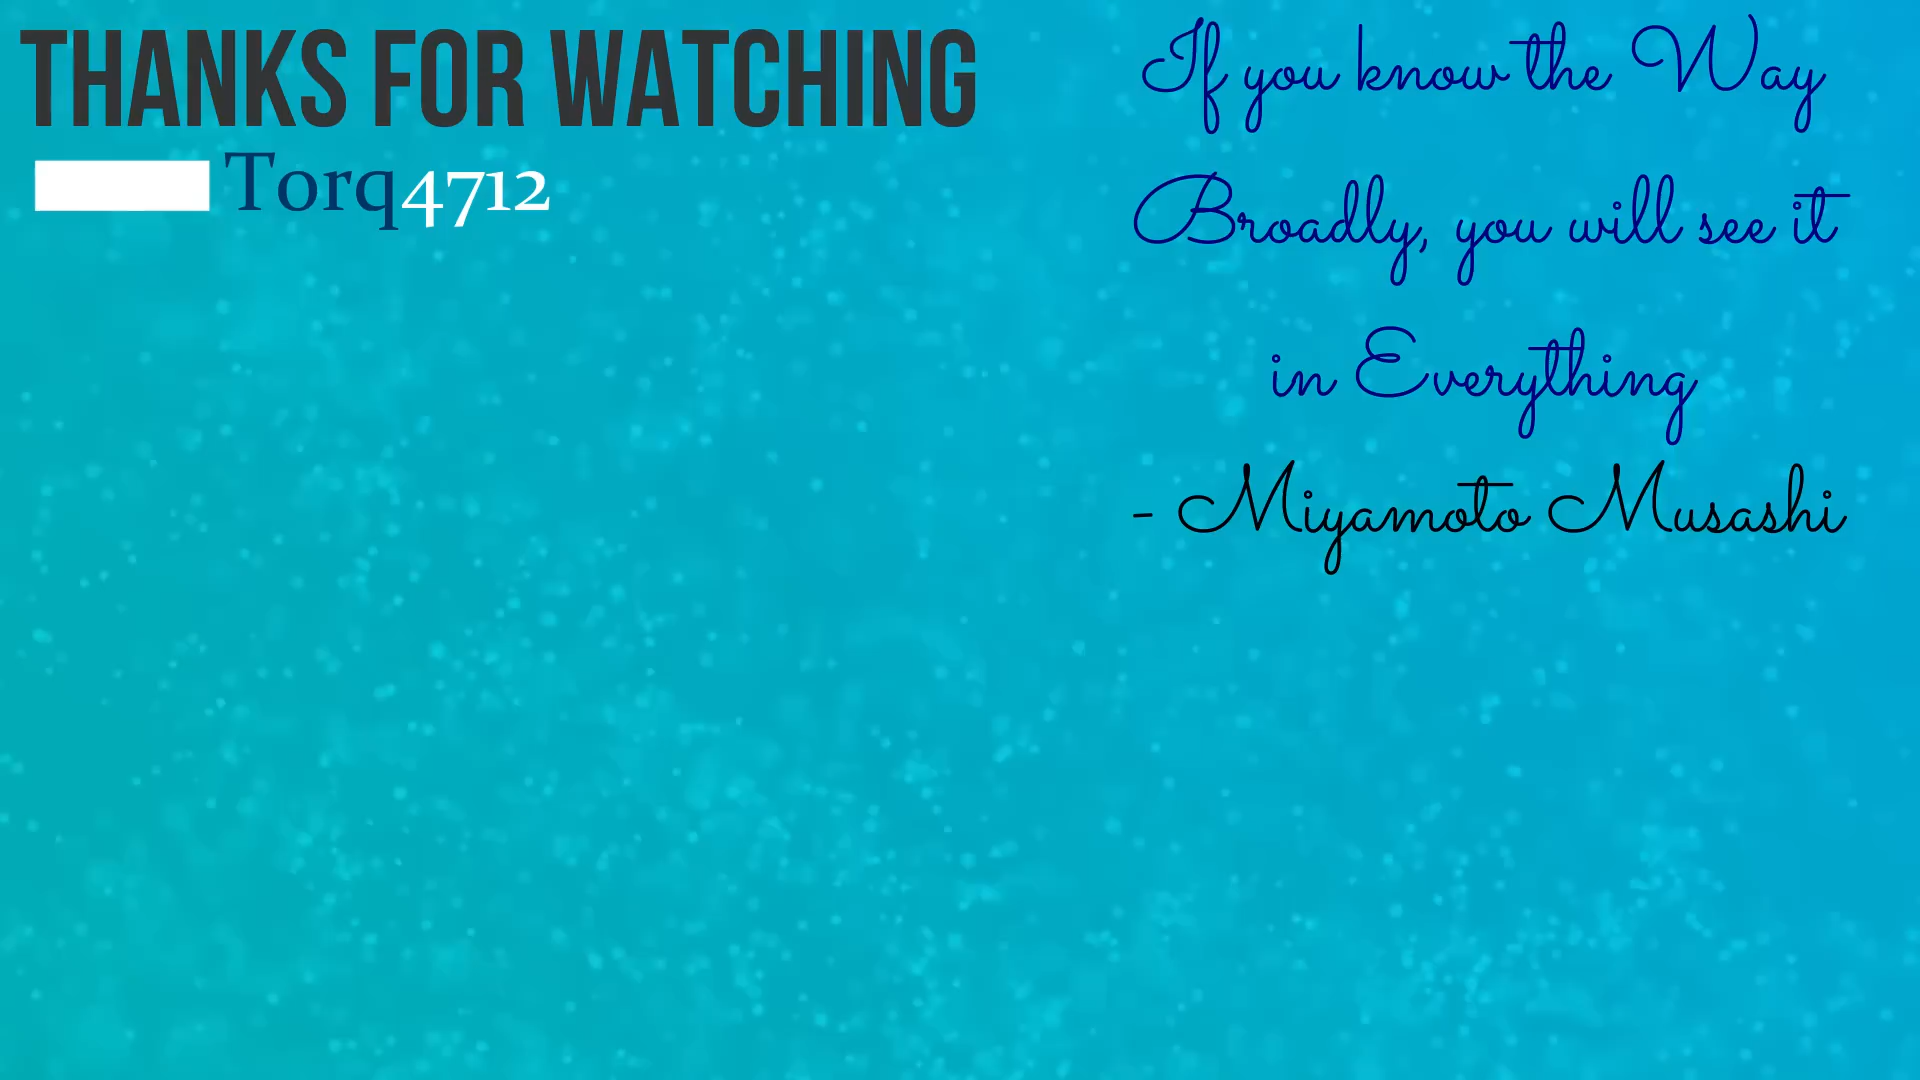 THANKS FOR WATCHING
Torq4712
If you know the Way
Broadly, you will see it
in Everything
- Miyamoto Musashi